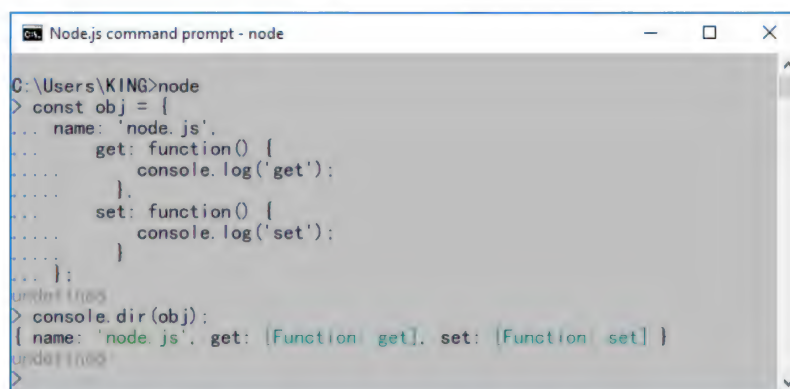 Node.js command prompt - node
C:\Users\KING>node
> const obj = {
... name: 'node.js',
... get: function() {
..... console.log('get');
..... },
... set: function() {
..... console.log('set');
..... }
... };
undefined
> console.dir(obj);
{ name: 'node.js', get: [Function: get], set: [Function: set] }
undefined
>